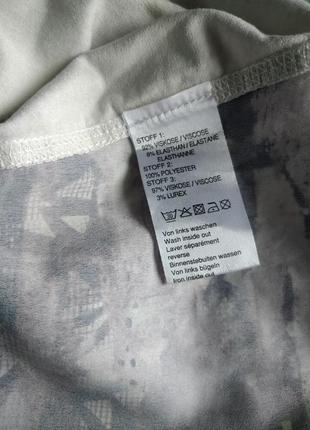 STOFF 1:
92% VISKOSE / VISCOSE
8% ELASTHAN / ELASTANE
ELASTHANNE
STOFF 2:
100% POLYESTER
STOFF 3:
97% VISKOSE / VISCOSE
3% LUREX
Von links waschen
Wash inside out
Laver séparément
reverse
Binnenstebuiten wassen
Von links bügeln
Iron inside out